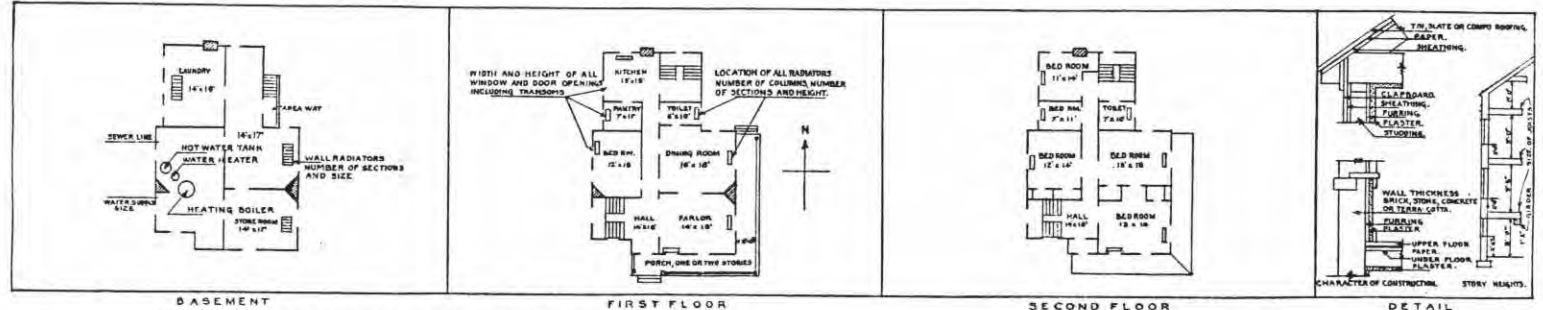 LAUNDRY
14'x16'
AREA WAY
SEWER LINE
14'x17'
HOT WATER TANK
WATER HEATER
WALL RADIATORS
NUMBER OF SECTIONS
AND SIZE
WATER SUPPLY
SIZE
HEATING BOILER
STORE ROOM
14'x17'
BASEMENT
WIDTH AND HEIGHT OF ALL
WINDOW AND DOOR OPENINGS
INCLUDING TRANSOMS
KITCHEN
LOCATION OF ALL RADIATORS
NUMBER OF COLUMNS, NUMBER
OF SECTIONS AND HEIGHT.
PANTRY
TOILET
N
BED RM.
DINING ROOM
HALL
PARLOR
PORCH, ONE OR TWO STORIES
FIRST FLOOR
BED ROOM
11'x14'
BED RM.
7'x11'
TOILET
BED ROOM
BED ROOM
HALL
BED ROOM
SECOND FLOOR
TIN, SLATE OR COMPO ROOFING.
PAPER.
SHEATHING.
CLAPBOARD.
SHEATHING.
FURRING.
PLASTER.
STUDDING.
SIZE OF JOISTS
GIRDER
WALL THICKNESS
BRICK, STONE, CONCRETE
OR TERRA-COTTA.
FURRING
PLASTER
UPPER FLOOR
PAPER.
UNDER FLOOR
PLASTER.
CHARACTER OF CONSTRUCTION.
STORY HEIGHTS.
DETAIL